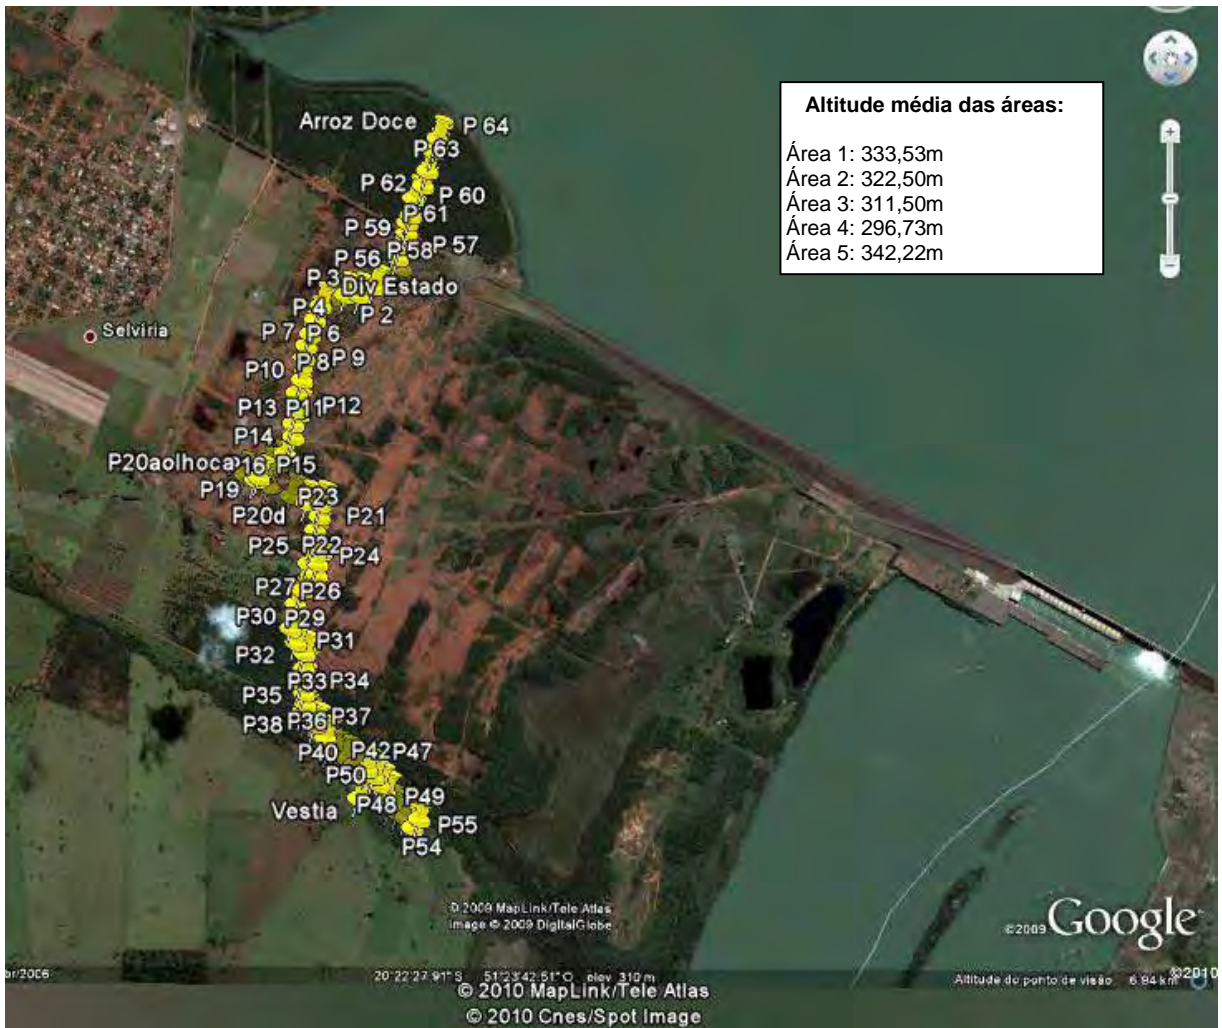 Altitude média das áreas:
Área 1: 333,53m
Área 2: 322,50m
Área 3: 311,50m
Área 4: 296,73m
Área 5: 342,22m
Arroz Doce
P 64
P 63
P 62
P 60
P 61
P 59
P 58
P 57
P 56
P 3
Div Estado
P 4
P 2
Selviria
P 7
P 6
P 8
P 9
P10
P13
P11
P12
P14
P20aolhoca
P16
P15
P19
P23
P20d
P21
P25
P22
P24
P27
P26
P30
P29
P31
P32
P33
P34
P35
P38
P36
P37
P40
P42
P47
P50
Vestia
P48
P49
P55
P54
© 2009 MapLink/Tele Atlas
Image © 2009 DigitalGlobe
©2009 Google
br/2006
20°22'27.91" S 51°23'42.51" O elev 310 m
Altitude do ponto de visão 6.94 km
©2010
© 2010 MapLink/Tele Atlas
© 2010 Cnes/Spot Image